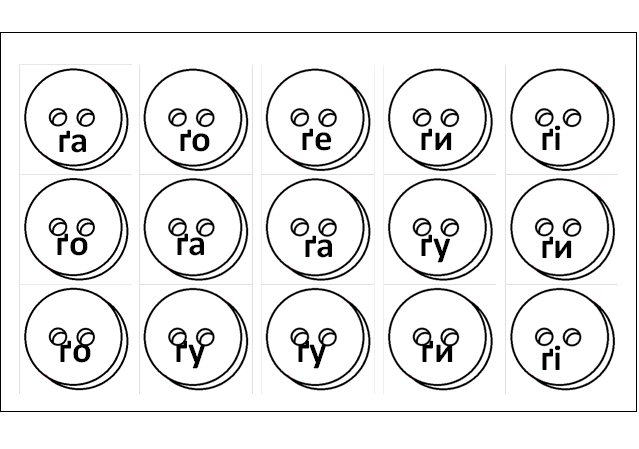 ґа ґо ґе ґи ґі
ґо ґа ґа ґу ґи
ґо ґу ґу ґи ґі